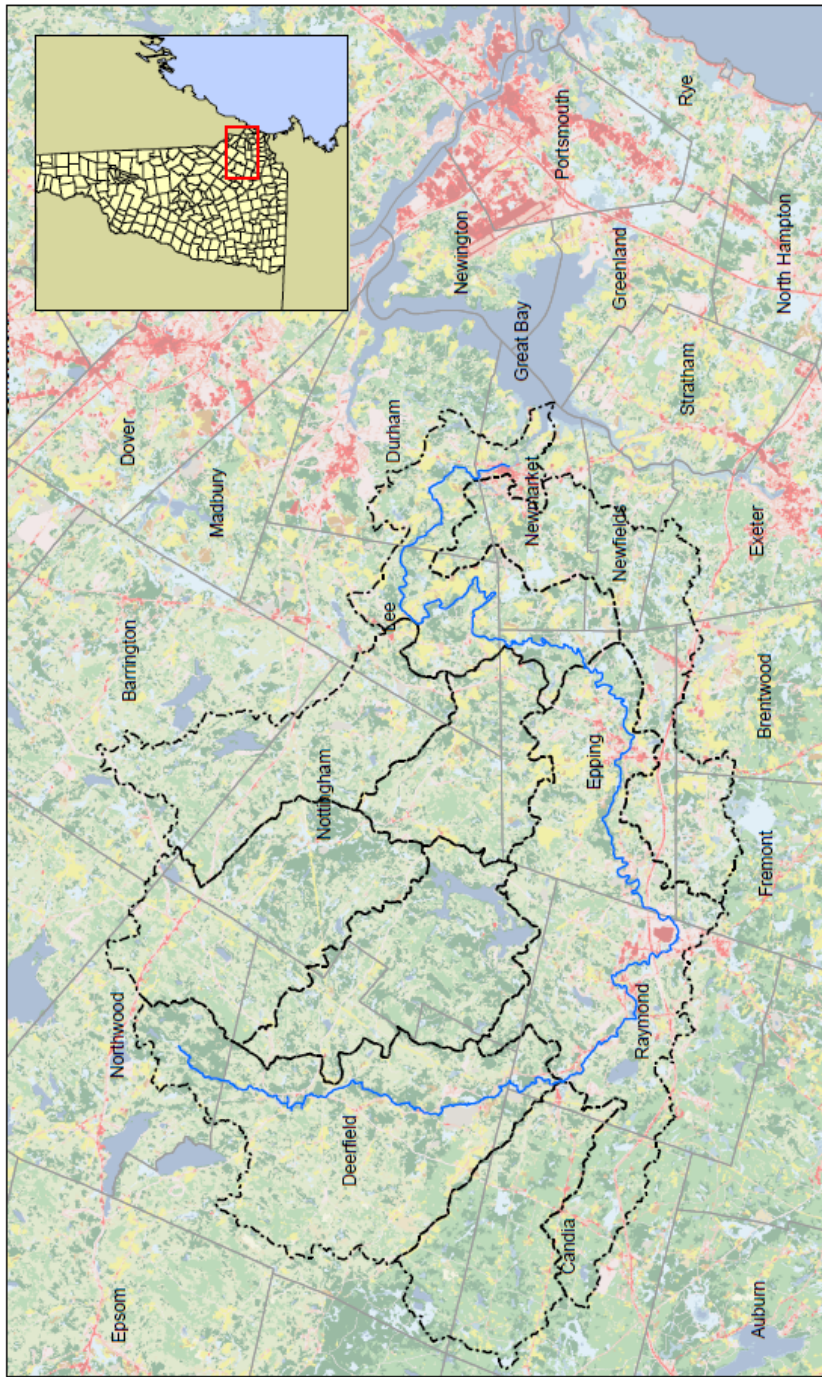 Epsom
Northwood
Barrington
Dover
Madbury
Deerfield
Nottingham
Lee
Durham
Newington
Portsmouth
Rye
Candia
Raymond
Epping
Newmarket
Newfields
Great Bay
Greenland
Stratham
North Hampton
Auburn
Fremont
Brentwood
Exeter